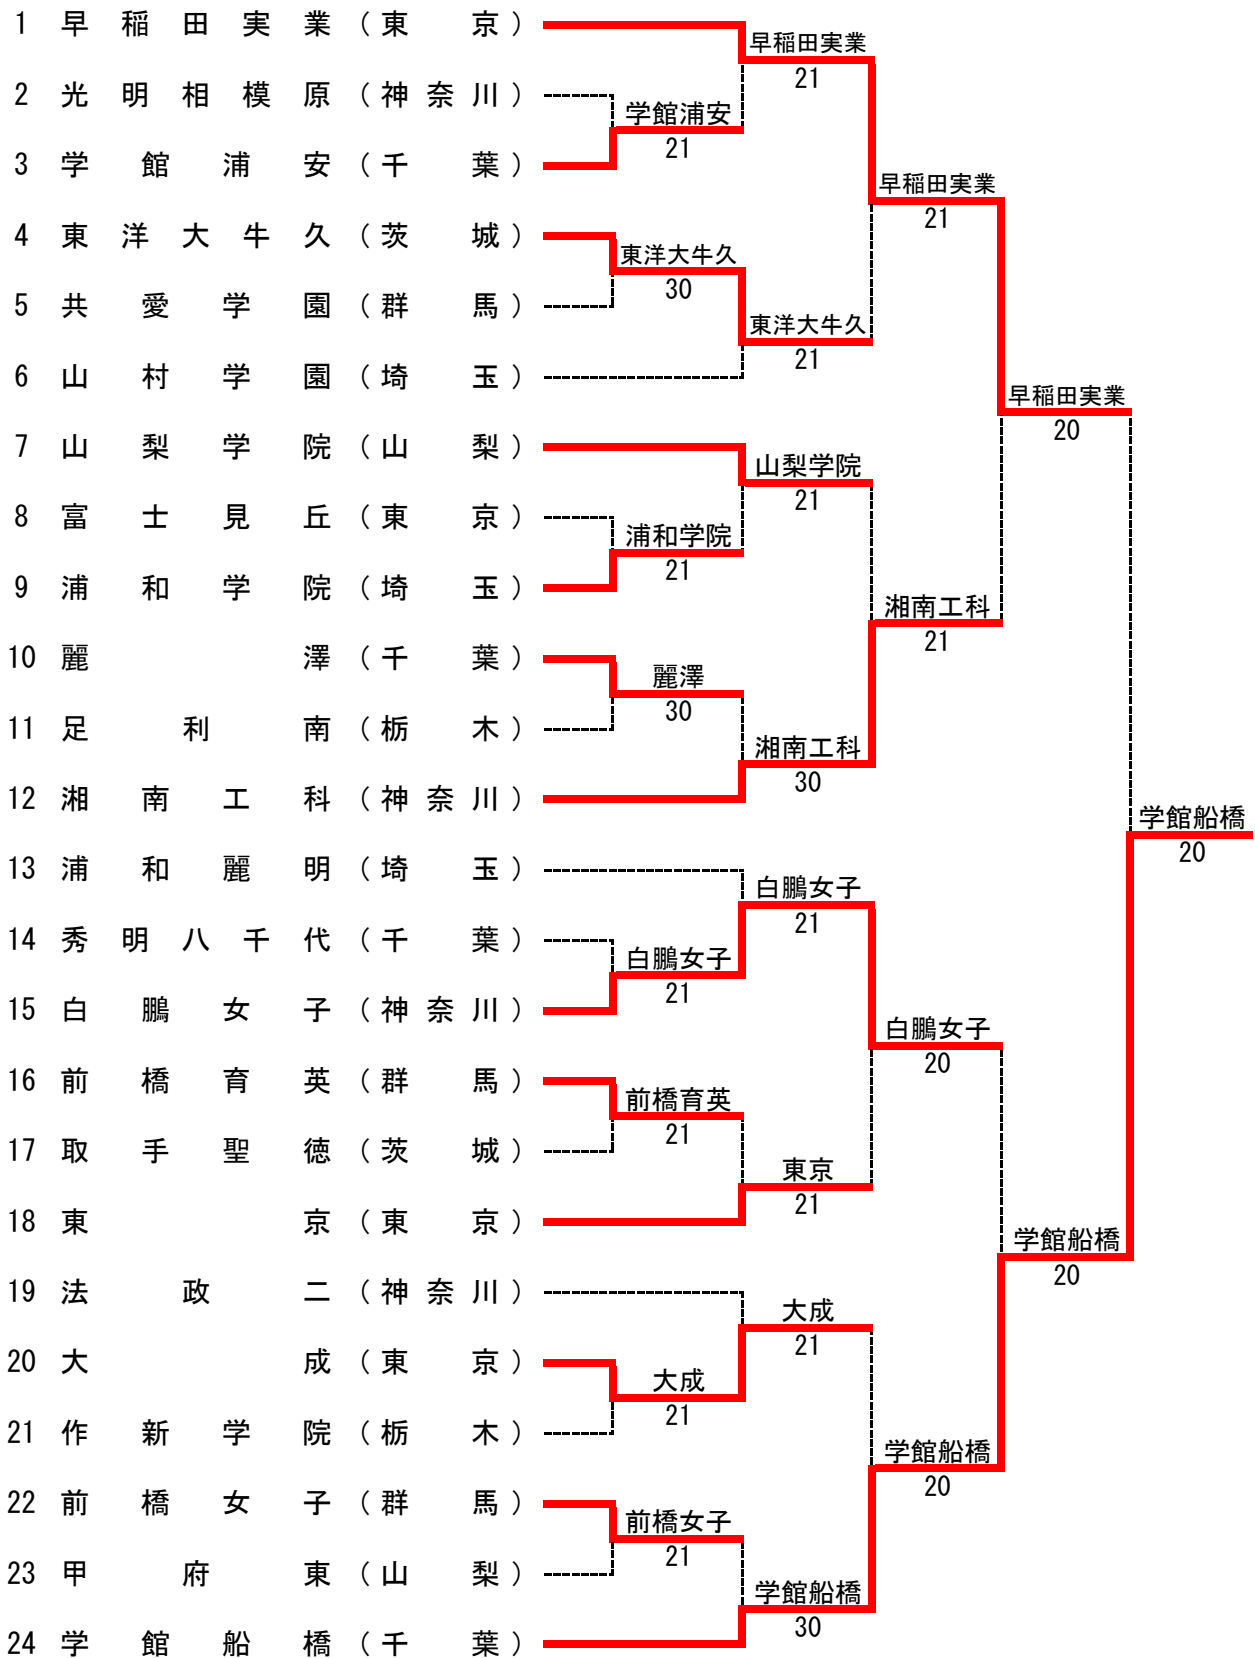 1 早稲田実業（東京）
早稲田実業
21
2 光明相模原（神奈川）
学館浦安
21
3 学館浦安（千葉）
早稲田実業
21
4 東洋大牛久（茨城）
東洋大牛久
30
5 共愛学園（群馬）
東洋大牛久
21
6 山村学園（埼玉）
早稲田実業
20
7 山梨学院（山梨）
山梨学院
21
8 富士見丘（東京）
浦和学院
21
9 浦和学院（埼玉）
湘南工科
21
10 麗澤（千葉）
麗澤
30
11 足利南（栃木）
湘南工科
30
12 湘南工科（神奈川）
学館船橋
20
13 浦和麗明（埼玉）
白鵬女子
21
14 秀明八千代（千葉）
白鵬女子
21
15 白鵬女子（神奈川）
白鵬女子
20
16 前橋育英（群馬）
前橋育英
21
17 取手聖徳（茨城）
東京
21
18 東京（東京）
学館船橋
20
19 法政二（神奈川）
大成
21
20 大成（東京）
大成
21
21 作新学院（栃木）
学館船橋
20
22 前橋女子（群馬）
前橋女子
21
23 甲府東（山梨）
学館船橋
30
24 学館船橋（千葉）